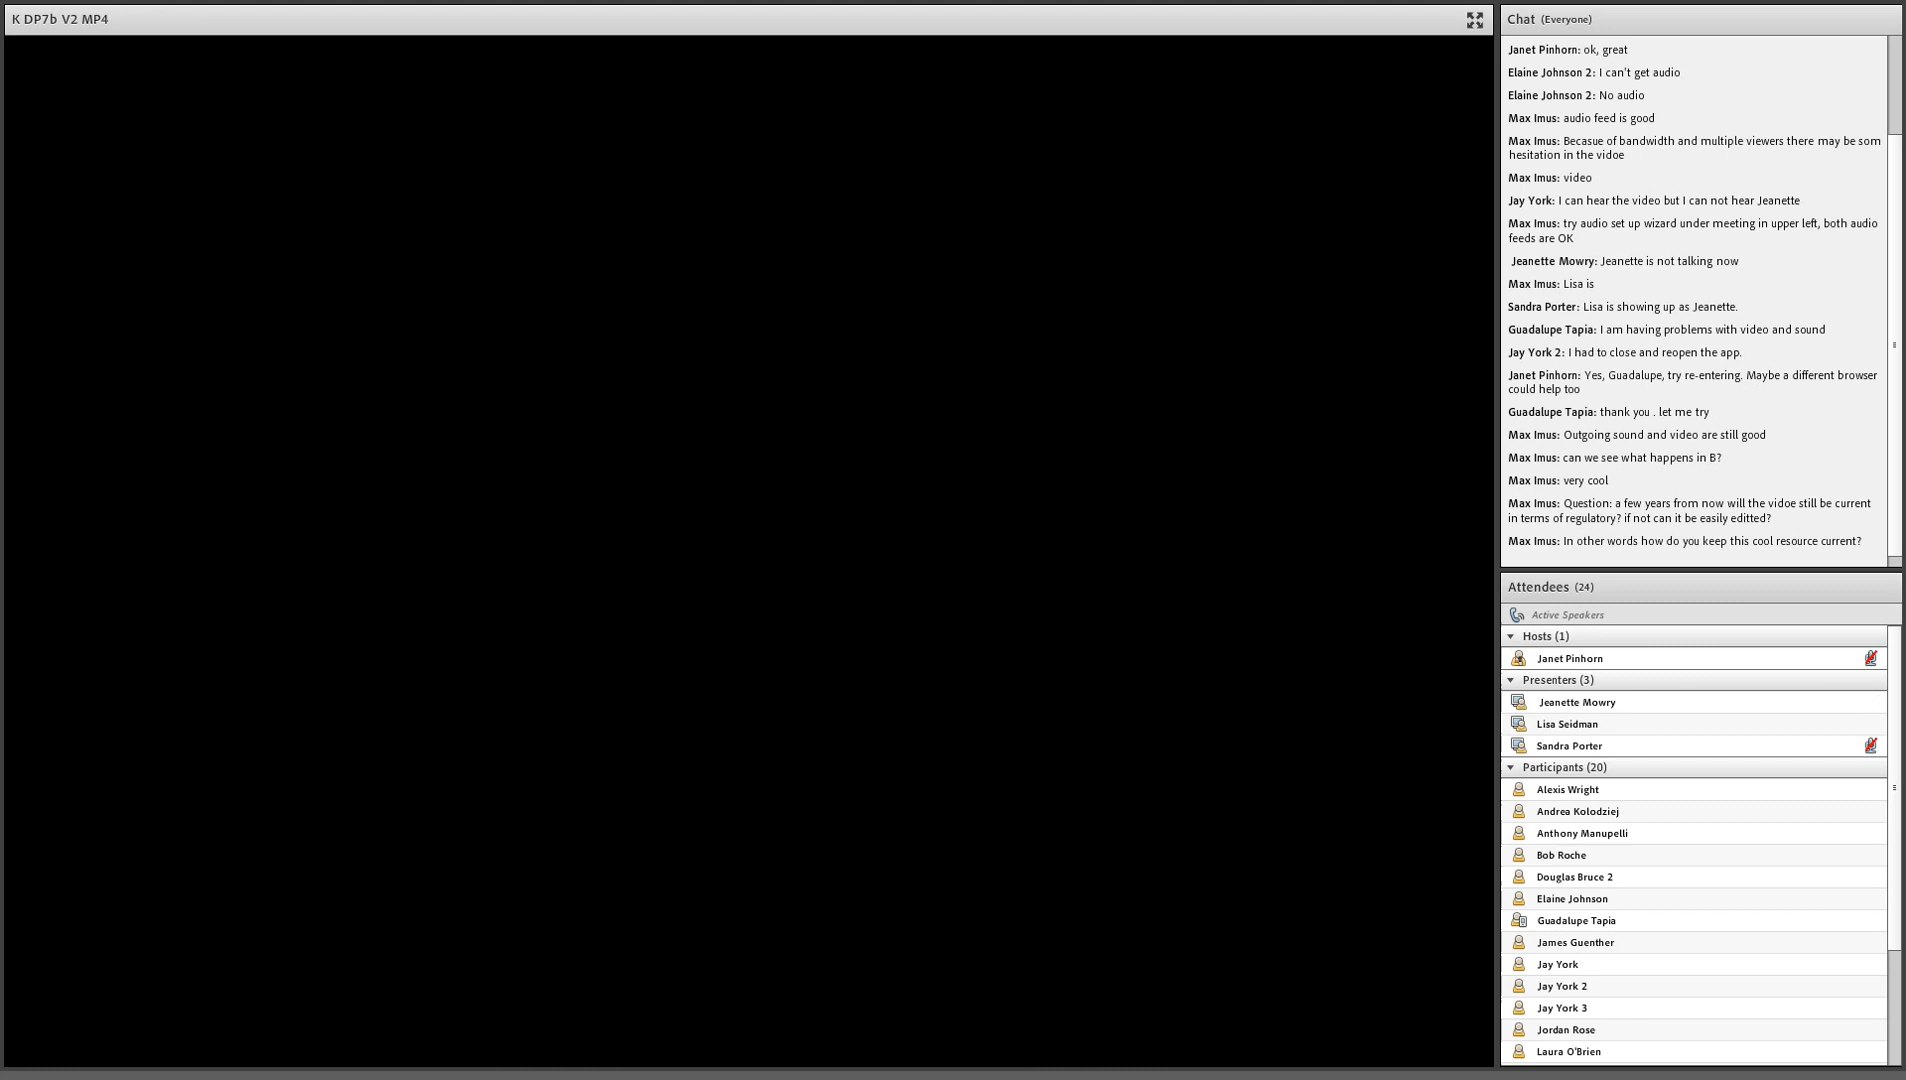 K DP7b V2 MP4
Chat (Everyone)
Janet Pinhorn: ok, great
Elaine Johnson 2: I can't get audio
Elaine Johnson 2: No audio
Max Imus: audio feed is good
Max Imus: Becasue of bandwidth and multiple viewers there may be som
hesitation in the vidoe
Max Imus: video
Jay York: I can hear the video but I can not hear Jeanette
Max Imus: try audio set up wizard under meeting in upper left, both audio
feeds are OK
Jeanette Mowry: Jeanette is not talking now
Max Imus: Lisa is
Sandra Porter: Lisa is showing up as Jeanette.
Guadalupe Tapia: I am having problems with video and sound
Jay York 2: I had to close and reopen the app.
Janet Pinhorn: Yes, Guadalupe, try re-entering. Maybe a different browser
could help too
Guadalupe Tapia: thank you . let me try
Max Imus: Outgoing sound and video are still good
Max Imus: can we see what happens in B?
Max Imus: very cool
Max Imus: Question: a few years from now will the vidoe still be current
in terms of regulatory? if not can it be easily editted?
Max Imus: In other words how do you keep this cool resource current?
Attendees (24)
Active Speakers
Hosts (1)
Janet Pinhorn
Presenters (3)
Jeanette Mowry
Lisa Seidman
Sandra Porter
Participants (20)
Alexis Wright
Andrea Kolodziej
Anthony Manupelli
Bob Roche
Douglas Bruce 2
Elaine Johnson
Guadalupe Tapia
James Guenther
Jay York
Jay York 2
Jay York 3
Jordan Rose
Laura O'Brien